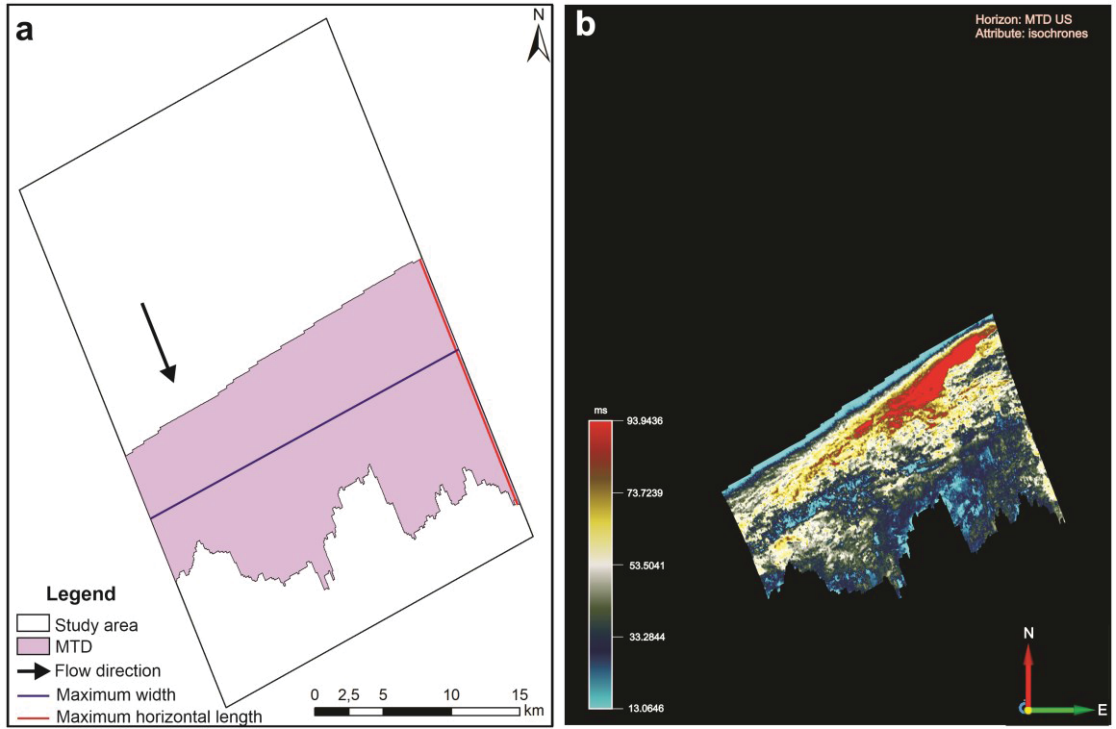 a
N
Legend
Study area
MTD
Flow direction
Maximum width
Maximum horizontal length
0 2,5 5 10 15
km
b
Horizon: MTD US
Attribute: isochrones
ms
93.9436
73.7239
53.5041
33.2844
13.0646
N
E